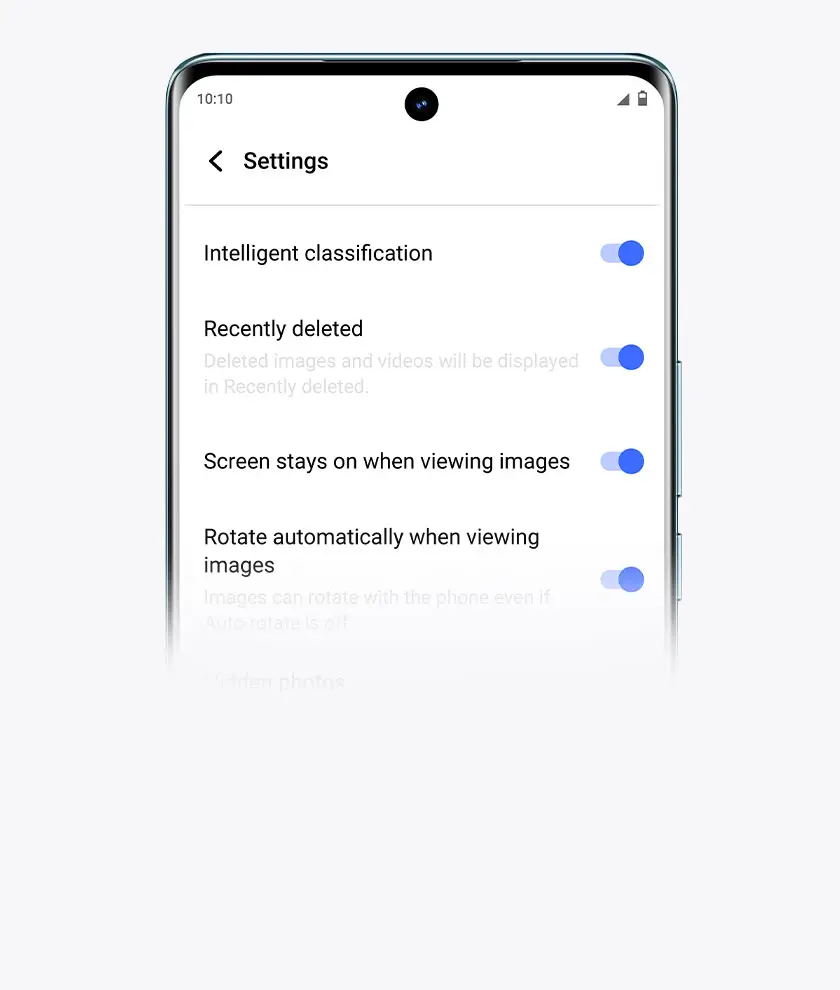 10:10
Settings
Intelligent classification
Recently deleted
Deleted images and videos will be displayed
in Recently deleted.
Screen stays on when viewing images
Rotate automatically when viewing
images
Images can rotate with the phone even if
Auto rotate is off
Hidden photos